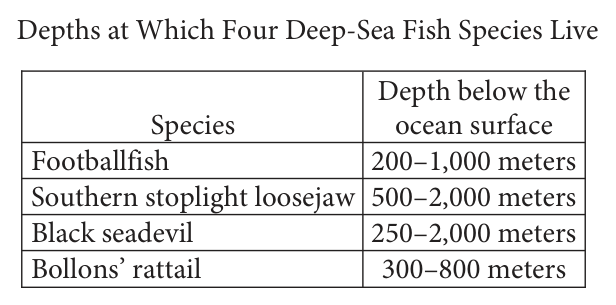 Depths at Which Four Deep-Sea Fish Species Live
Species
Depth below the
ocean surface
Footballfish 200–1,000 meters
Southern stoplight loosejaw 500–2,000 meters
Black seadevil 250–2,000 meters
Bollons’ rattail 300–800 meters